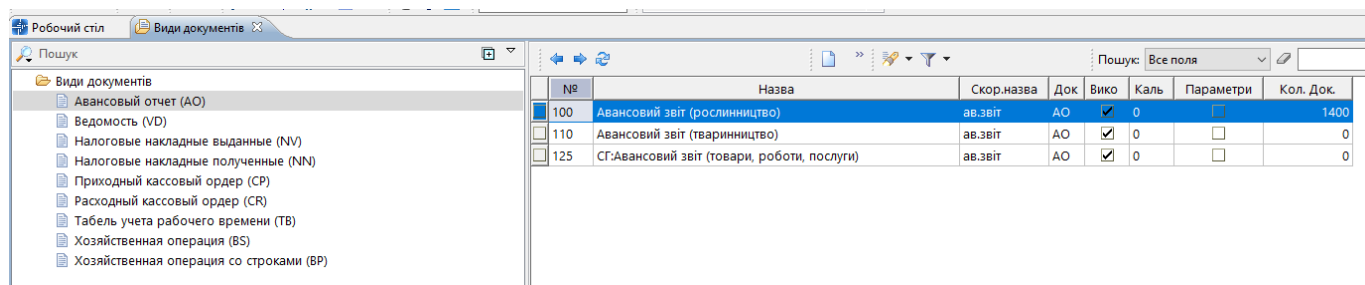 Робочий стіл
Види документів
Пошук
Види документів
Авансовый отчет (AO)
Ведомость (VD)
Налоговые накладные выданные (NV)
Налоговые накладные полученные (NN)
Приходный кассовый ордер (CP)
Расходный кассовый ордер (CR)
Табель учета рабочего времени (TB)
Хозяйственная операция (BS)
Хозяйственная операция со строками (BP)
Пошук: Все поля
№ Назва Скор.назва Док Вико Каль Параметри Кол. Док.
100 Авансовий звіт (рослинництво) ав.звіт АО 0 1400
110 Авансовий звіт (тваринництво) ав.звіт АО 0 0
125 СГ:Авансовий звіт (товари, роботи, послуги) ав.звіт АО 0 0